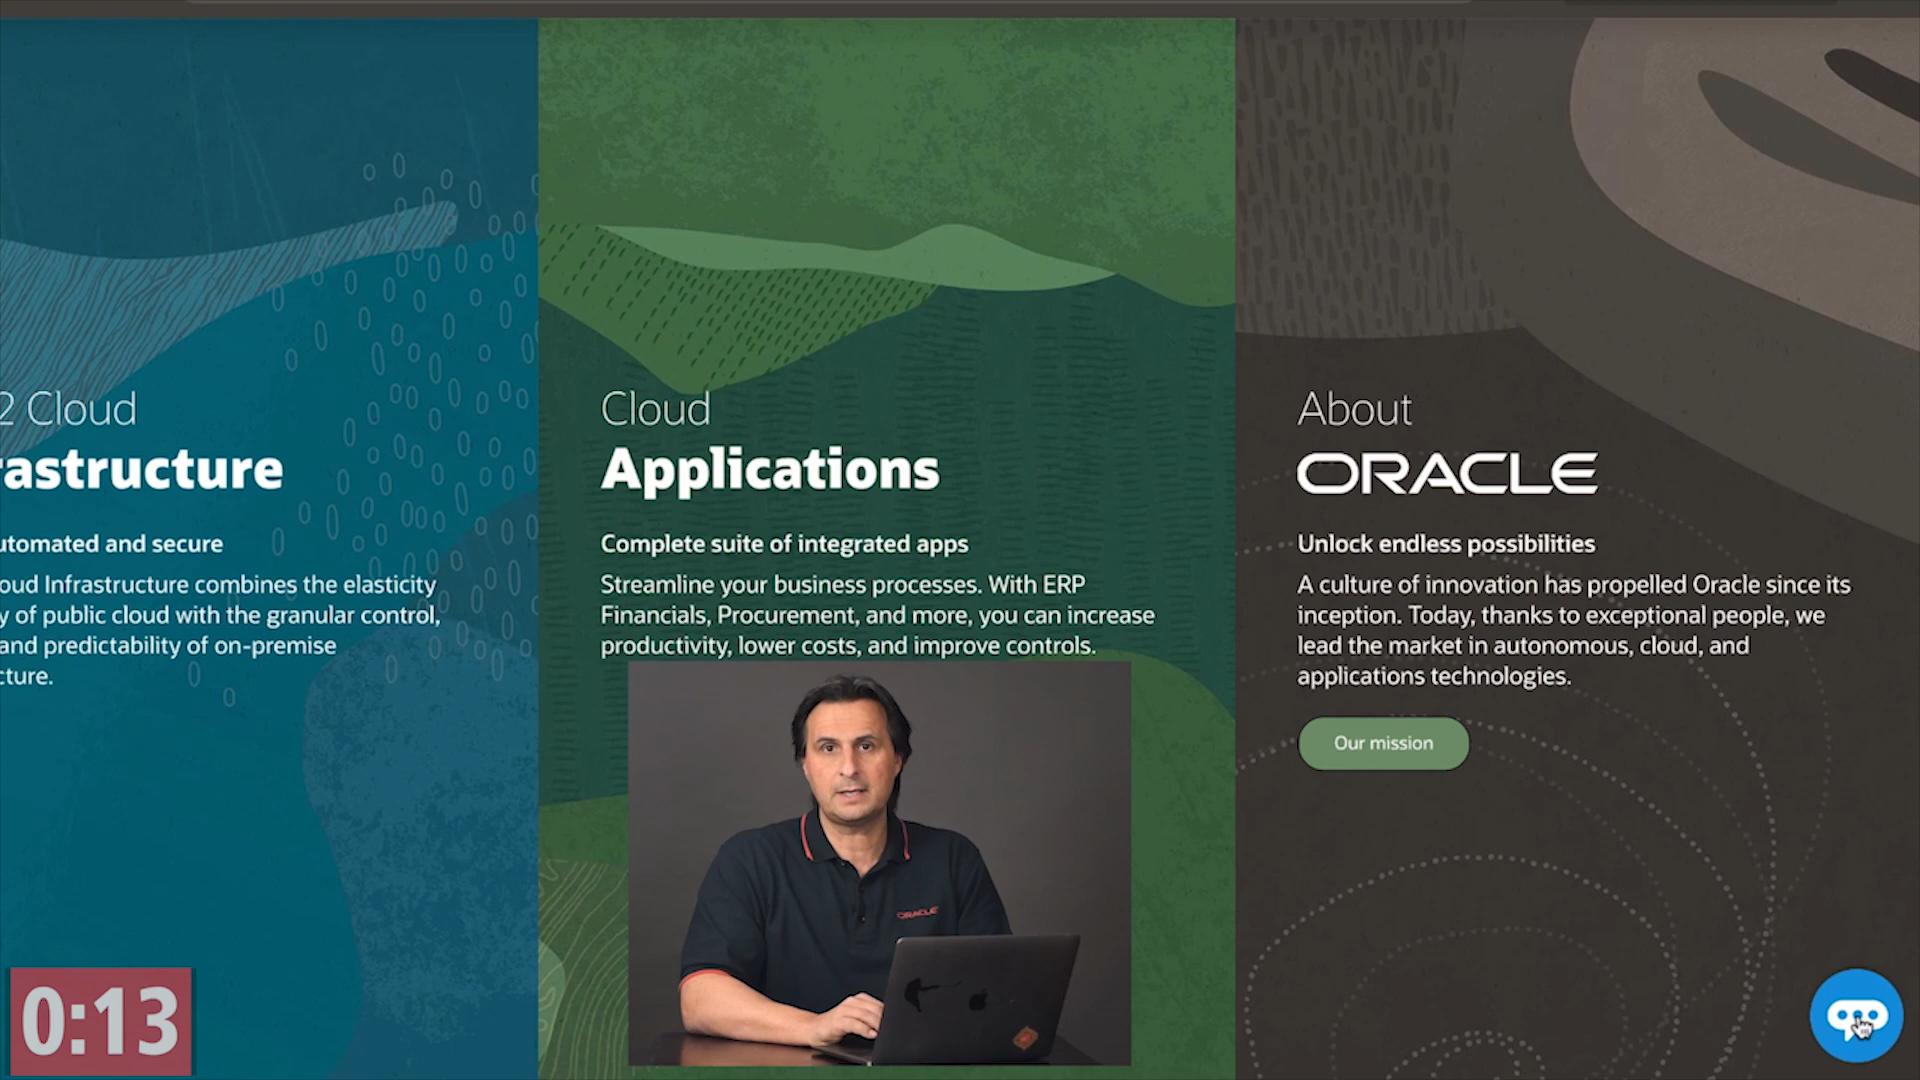 2 Cloud
rastructure
utomated and secure
oud Infrastructure combines the elasticity
y of public cloud with the granular control,
and predictability of on-premise
cture.
Cloud
Applications
Complete suite of integrated apps
Streamline your business processes. With ERP
Financials, Procurement, and more, you can increase
productivity, lower costs, and improve controls.
About
ORACLE
Unlock endless possibilities
A culture of innovation has propelled Oracle since its
inception. Today, thanks to exceptional people, we
lead the market in autonomous, cloud, and
applications technologies.
Our mission
ORACLE
0:13